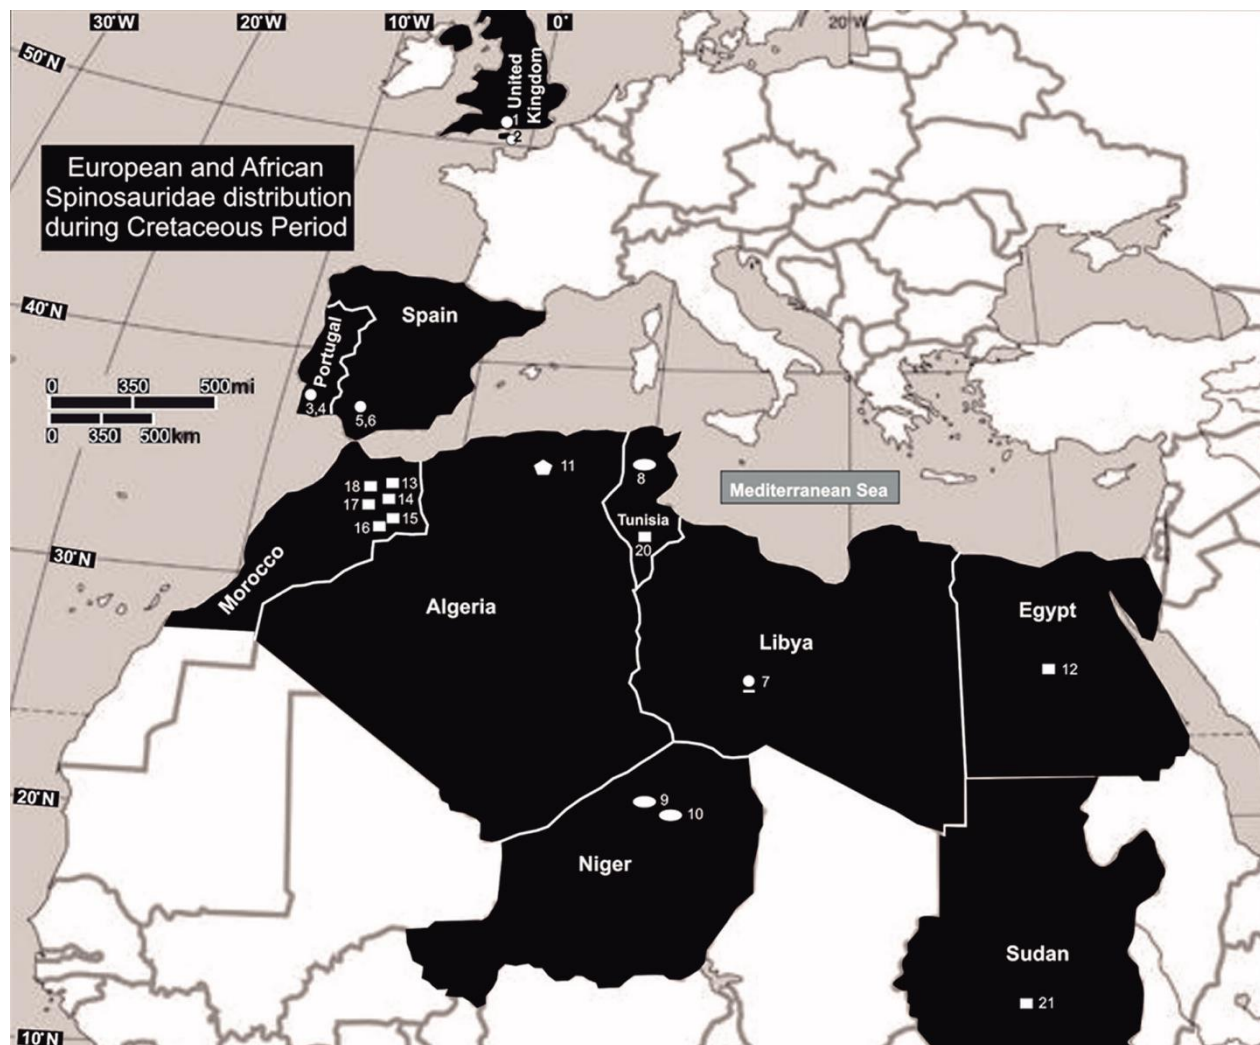 30°W
20°W
10°W
0°
20°W
50°N
United
Kingdom
1
2
European and African
Spinosauridae distribution
during Cretaceous Period
40°N
Spain
Portugal
0 350 500mi
0 350 500km
3,4
5,6
Mediterranean Sea
18
13
17
14
16
15
11
8
Tunisia
20
30°N
Morocco
Algeria
Libya
7
Egypt
12
20°N
9
10
Niger
Sudan
21
10°N